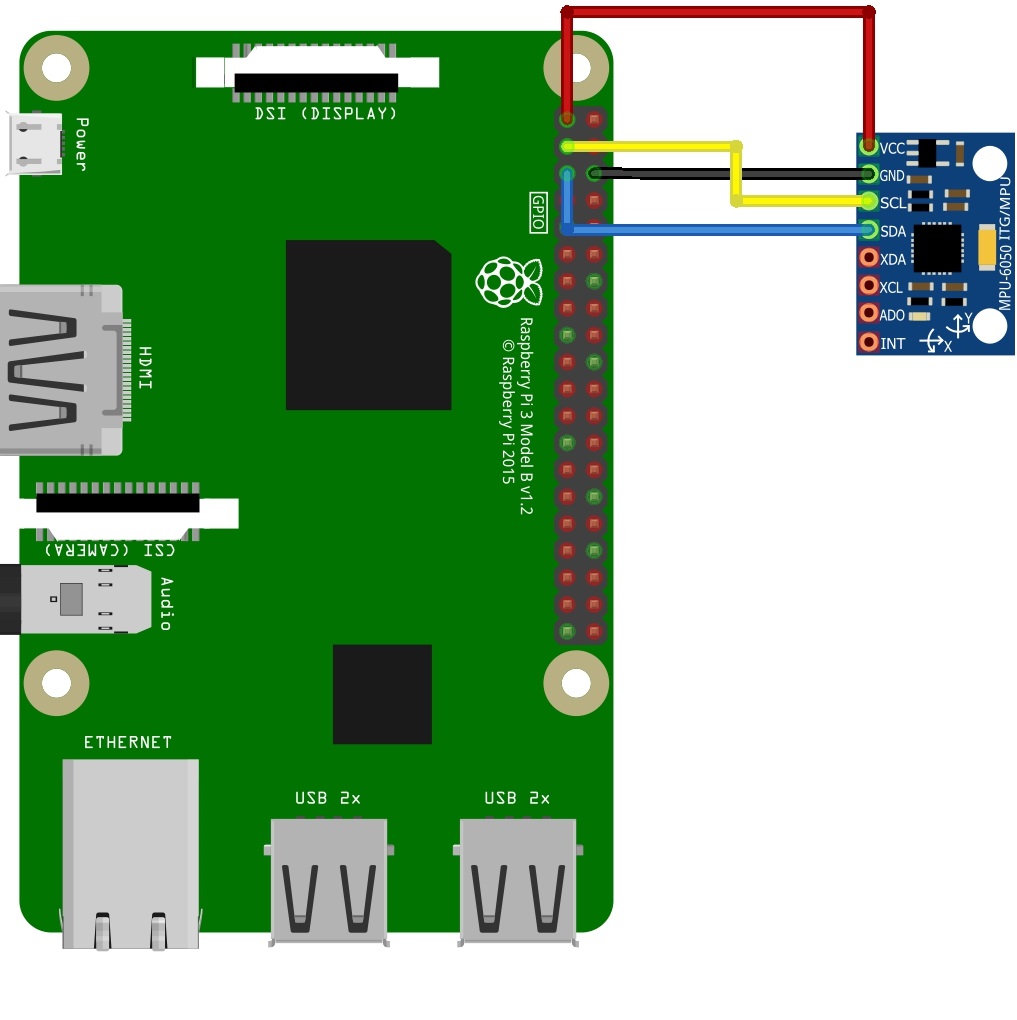 DSI (DISPLAY)
Power
GPIO
HDMI
Raspberry Pi 3 Model B v1.2
© Raspberry Pi 2015
CSI (CAMERA)
Audio
ETHERNET
USB 2x
USB 2x
VCC
GND
SCL
SDA
XDA
XCL
ADO
INT
MPU-6050 ITG/MPU
Y
X